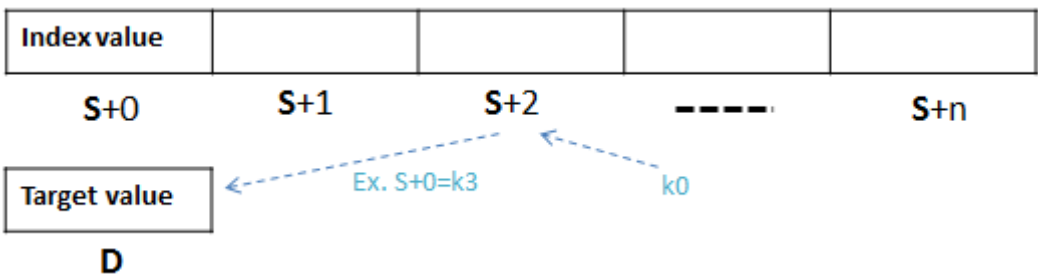 Index value
S+0 S+1 S+2 ----- S+n
Ex. S+0=k3 k0
Target value
D